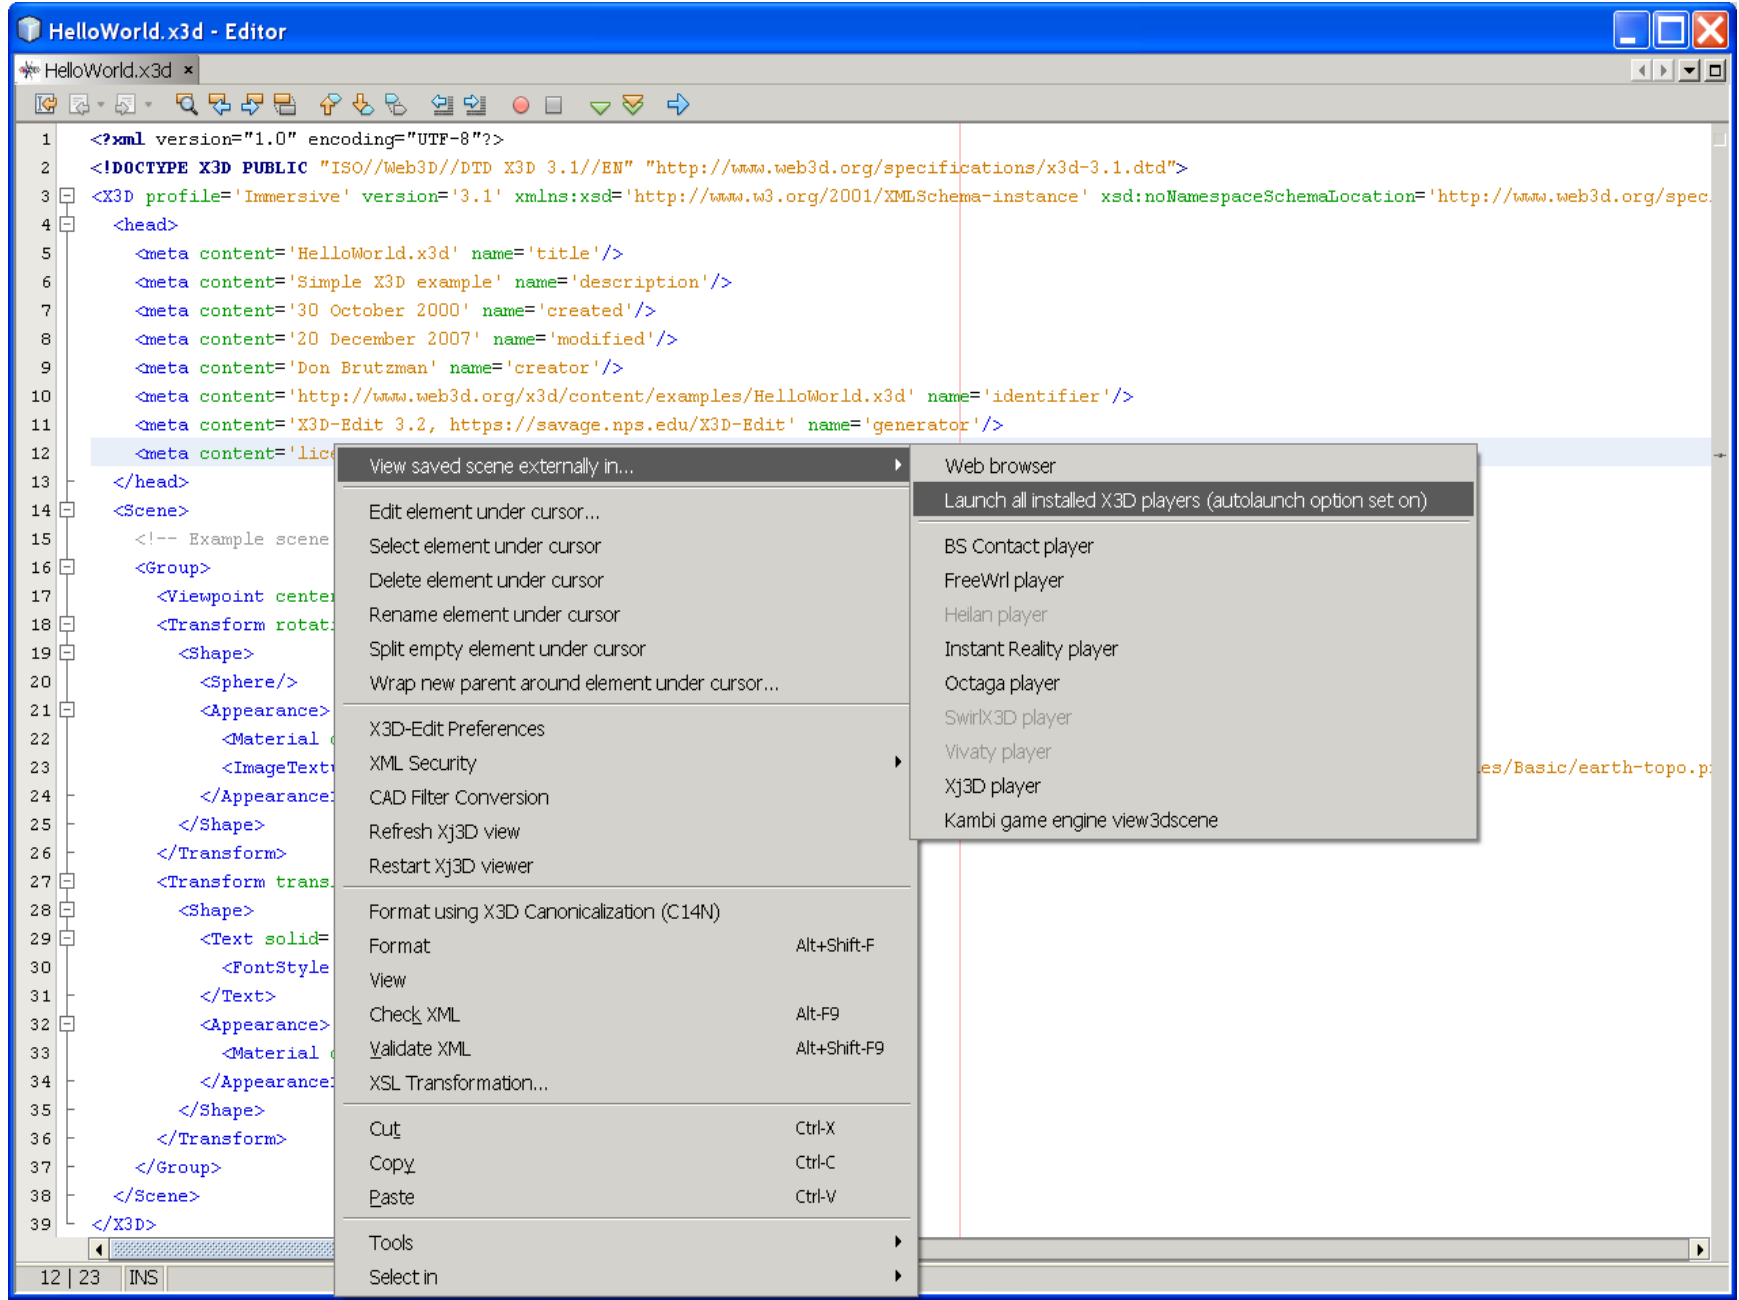 HelloWorld.x3d - Editor
HelloWorld.x3d ×
1 <?xml version="1.0" encoding="UTF-8"?>
2 <!DOCTYPE X3D PUBLIC "ISO//Web3D//DTD X3D 3.1//EN" "http://www.web3d.org/specifications/x3d-3.1.dtd">
3 <X3D profile='Immersive' version='3.1' xmlns:xsd='http://www.w3.org/2001/XMLSchema-instance' xsd:noNamespaceSchemaLocation='http://www.web3d.org/spec
4 <head>
5 <meta content='HelloWorld.x3d' name='title'/>
6 <meta content='Simple X3D example' name='description'/>
7 <meta content='30 October 2000' name='created'/>
8 <meta content='20 December 2007' name='modified'/>
9 <meta content='Don Brutzman' name='creator'/>
10 <meta content='http://www.web3d.org/x3d/content/examples/HelloWorld.x3d' name='identifier'/>
11 <meta content='X3D-Edit 3.2, https://savage.nps.edu/X3D-Edit' name='generator'/>
12 <meta content='lice
13 </head>
14 <Scene>
15 <!-- Example scene
16 <Group>
17 <Viewpoint center
18 <Transform rotati
19 <Shape>
20 <Sphere/>
21 <Appearance>
22 <Material
23 <ImageTextu
es/Basic/earth-topo.p
24 </Appearance>
25 </Shape>
26 </Transform>
27 <Transform trans
28 <Shape>
29 <Text solid=
30 <FontStyle
31 </Text>
32 <Appearance>
33 <Material
34 </Appearance>
35 </Shape>
36 </Transform>
37 </Group>
38 </Scene>
39 </X3D>
View saved scene externally in...
Edit element under cursor...
Select element under cursor
Delete element under cursor
Rename element under cursor
Split empty element under cursor
Wrap new parent around element under cursor...
X3D-Edit Preferences
XML Security
CAD Filter Conversion
Refresh Xj3D view
Restart Xj3D viewer
Format using X3D Canonicalization (C14N)
Format Alt+Shift-F
View
Check XML Alt-F9
Validate XML Alt+Shift-F9
XSL Transformation...
Cut Ctrl-X
Copy Ctrl-C
Paste Ctrl-V
Tools
Select in
Web browser
Launch all installed X3D players (autolaunch option set on)
BS Contact player
FreeWrl player
Heilan player
Instant Reality player
Octaga player
SwirlX3D player
Vivaty player
Xj3D player
Kambi game engine view3dscene
12 | 23 INS